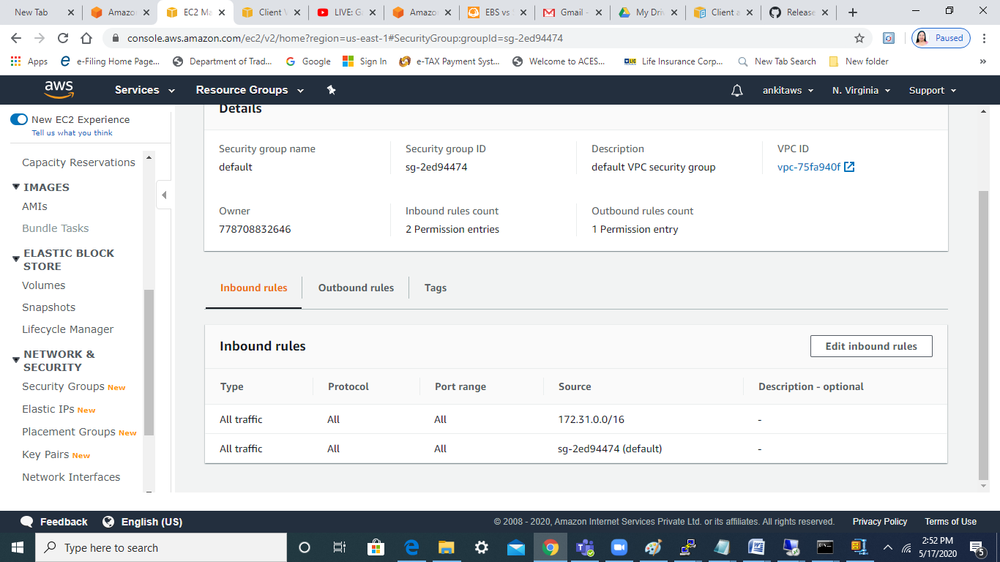 New Tab
Amazo
EC2 Ma
Client V
LIVE: G
Amazo
EBS vs
Gmail -
My Driv
Client a
Release
console.aws.amazon.com/ec2/v2/home?region=us-east-1#SecurityGroup:groupId=sg-2ed94474
Paused
Apps
e-Filing Home Page...
Department of Trad...
Google
Sign In
e-TAX Payment Syst...
Welcome to ACES...
Life Insurance Corp...
New Tab Search
New folder
»
aws
Services
Resource Groups
ankitaws
N. Virginia
Support
New EC2 Experience
Tell us what you think
Capacity Reservations
IMAGES
AMIs
Bundle Tasks
ELASTIC BLOCK
STORE
Volumes
Snapshots
Lifecycle Manager
NETWORK &
SECURITY
Security Groups New
Elastic IPs New
Placement Groups New
Key Pairs New
Network Interfaces
Details
Security group name
default
Security group ID
sg-2ed94474
Description
default VPC security group
VPC ID
vpc-75fa940f
Owner
778708832646
Inbound rules count
2 Permission entries
Outbound rules count
1 Permission entry
Inbound rules
Outbound rules
Tags
Inbound rules
Edit inbound rules
Type Protocol Port range Source Description - optional
All traffic All All 172.31.0.0/16 -
All traffic All All sg-2ed94474 (default) -
Feedback
English (US)
© 2008 - 2020, Amazon Internet Services Private Ltd. or its affiliates. All rights reserved.
Privacy Policy
Terms of Use
Type here to search
2:52 PM
5/17/2020
5